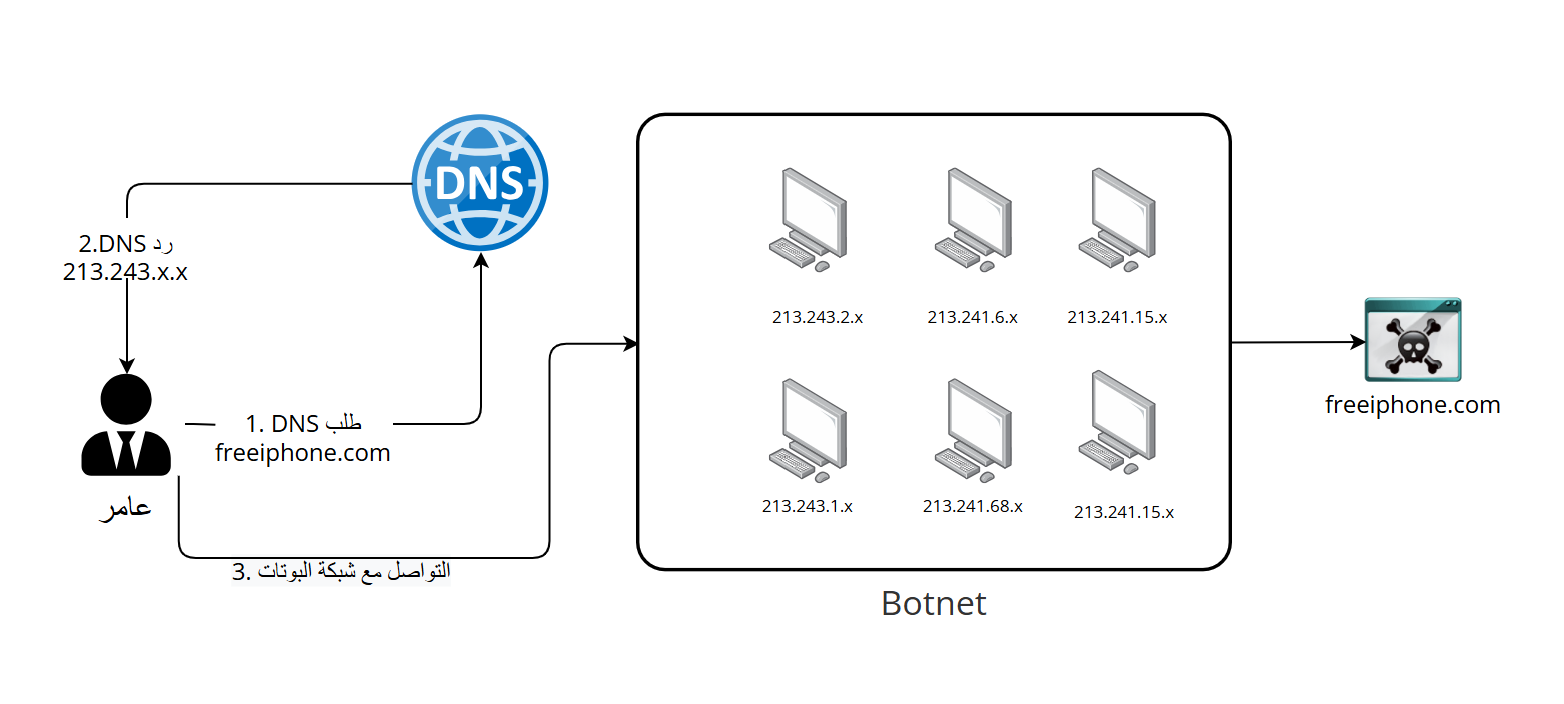 DNS
2.DNS رد
213.243.x.x
1. DNS طلب
freeiphone.com
عامر
3. التواصل مع شبكة البوتات
213.243.2.x
213.241.6.x
213.241.15.x
213.243.1.x
213.241.68.x
213.241.15.x
Botnet
freeiphone.com